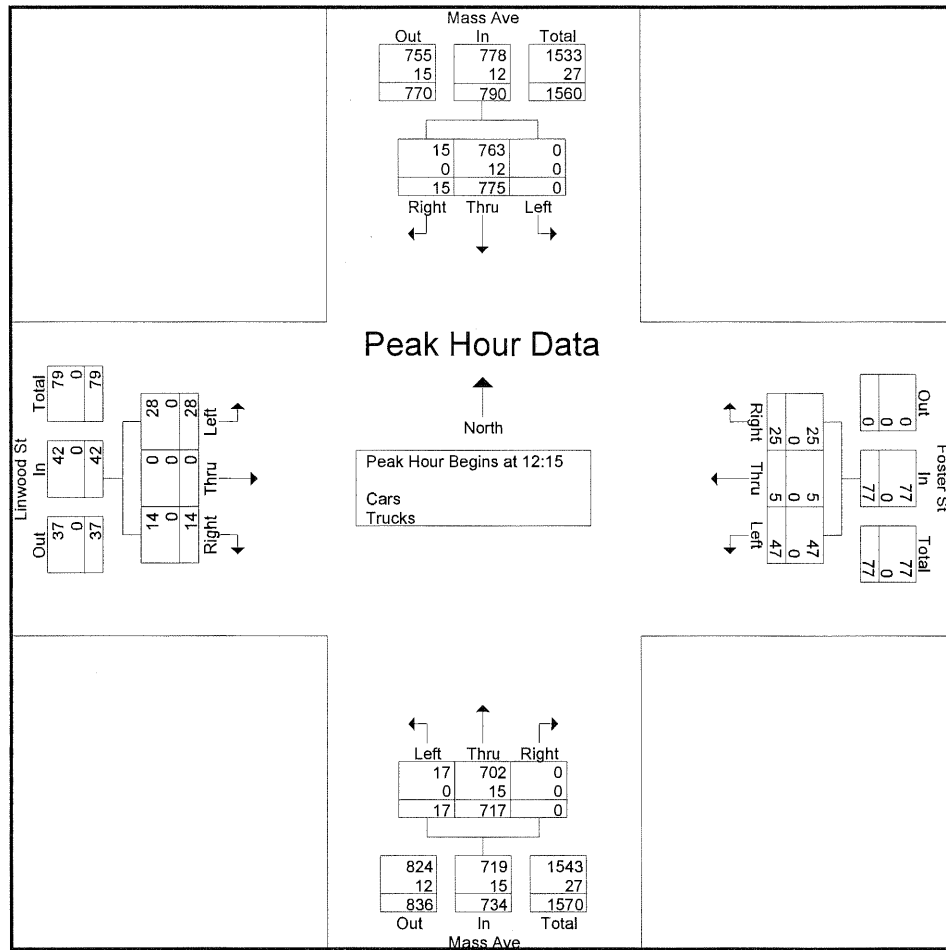 Mass Ave
Out In Total
755 778 1533
15 12 27
770 790 1560
15 763 0
0 12 0
15 775 0
Right Thru Left
Peak Hour Data
North
Peak Hour Begins at 12:15
Cars
Trucks
Linwood St
Out In Total
37 42 79
0 0 0
37 42 79
14 0 28
0 0 0
14 0 28
Right Thru Left
Foster St
Out In Total
0 77 77
0 0 0
0 77 77
25 5 47
0 0 0
25 5 47
Right Thru Left
Left Thru Right
17 702 0
0 15 0
17 717 0
824 719 1543
12 15 27
836 734 1570
Out In Total
Mass Ave